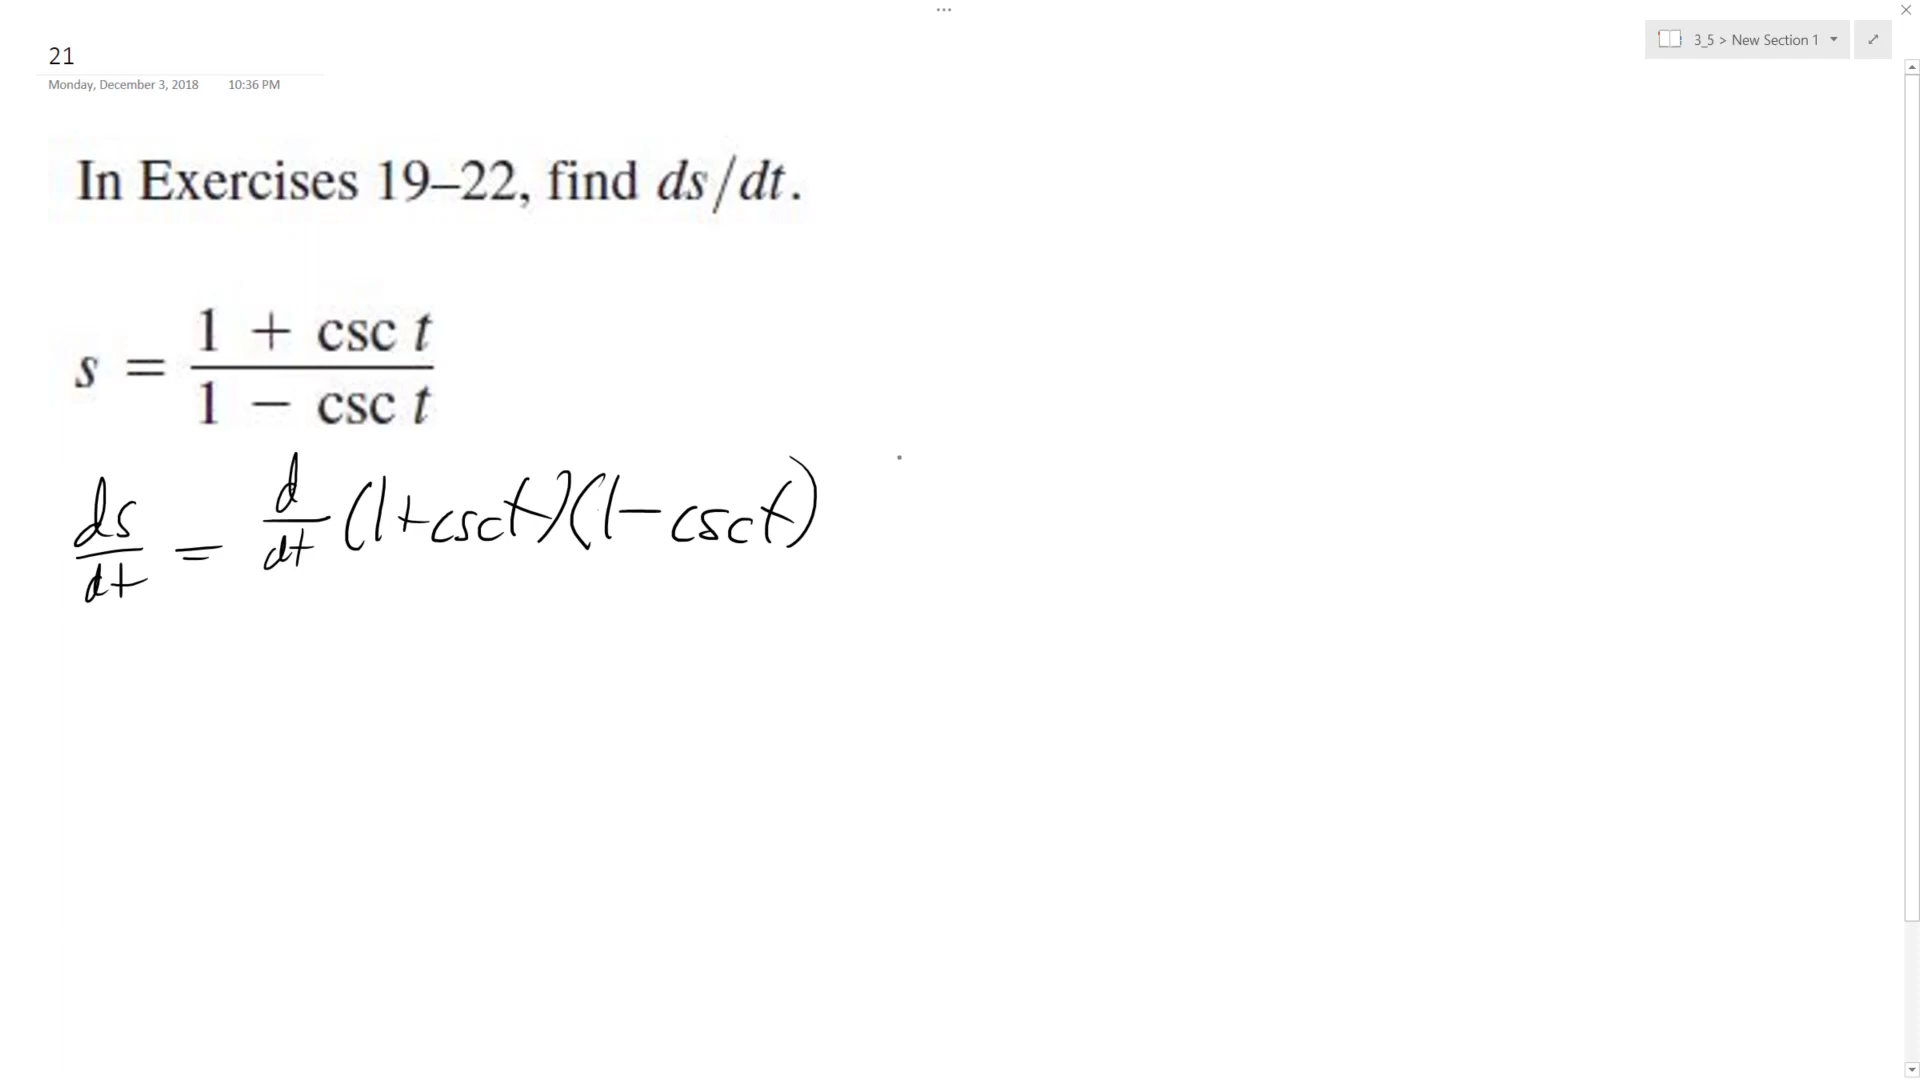 21
Monday, December 3, 2018 10:36 PM
3_5 > New Section 1
In Exercises 19–22, find ds/dt.
s = (1 + csc t) / (1 − csc t)
ds/dt = d/dt (1+csct)(1-csct)